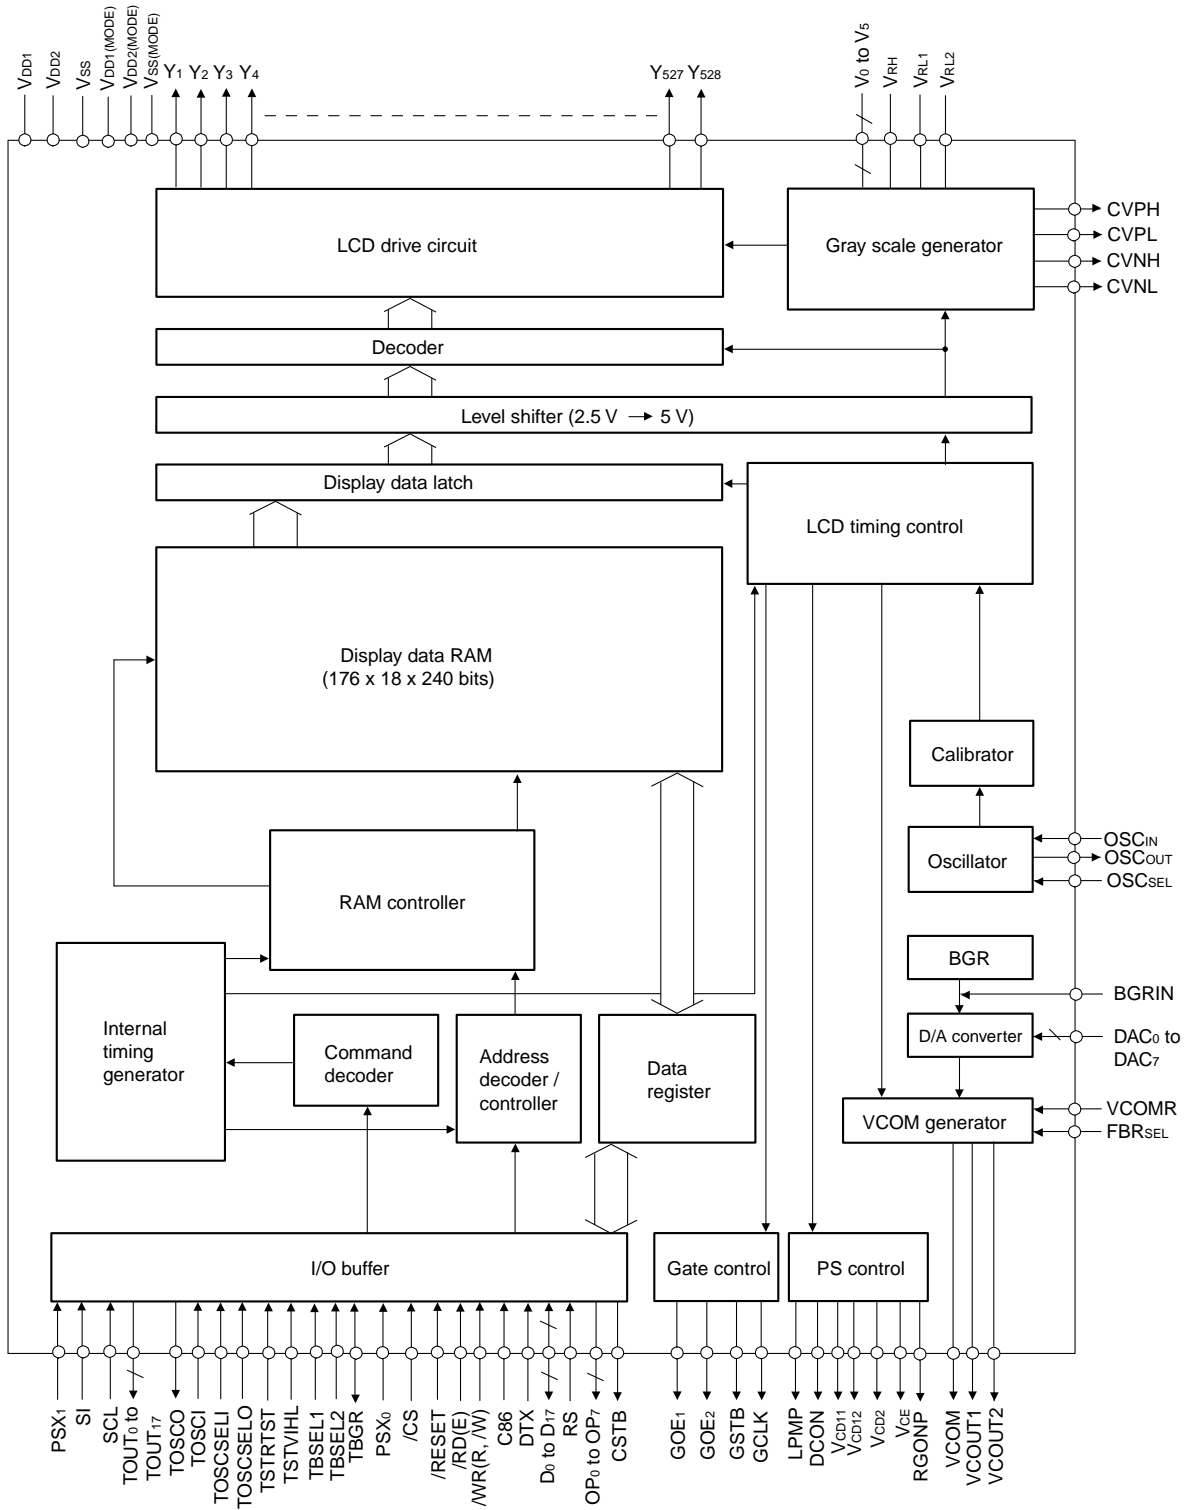 VDD1
VDD2
VSS
VDD1(MODE)
VDD2(MODE)
VSS(MODE)
Y1
Y2
Y3
Y4
Y527
Y528
V0 to V5
VRH
VRL1
VRL2
LCD drive circuit
Gray scale generator
CVPH
CVPL
CVNH
CVNL
Decoder
Level shifter (2.5 V → 5 V)
Display data latch
LCD timing control
Display data RAM
(176 x 18 x 240 bits)
Calibrator
Oscillator
OSCIN
OSCOUT
OSCSEL
RAM controller
BGR
BGRIN
D/A converter
DAC0 to
DAC7
Internal
timing
generator
Command
decoder
Address
decoder /
controller
Data
register
VCOM generator
VCOMR
FBRSEL
I/O buffer
Gate control
PS control
PSX1
SI
SCL
TOUT0 to
TOUT17
TOSCO
TOSCI
TOSCSELI
TOSCSELO
TSTRTST
TSTVIHL
TBSEL1
TBSEL2
TBGR
PSX0
/CS
/RESET
/RD(E)
/WR(R, /W)
C86
DTX
D0 to D17
RS
OP0 to OP7
CSTB
GOE1
GOE2
GSTB
GCLK
LPMP
DCON
VCD11
VCD12
VCD2
VCE
RGONP
VCOM
VCOUT1
VCOUT2